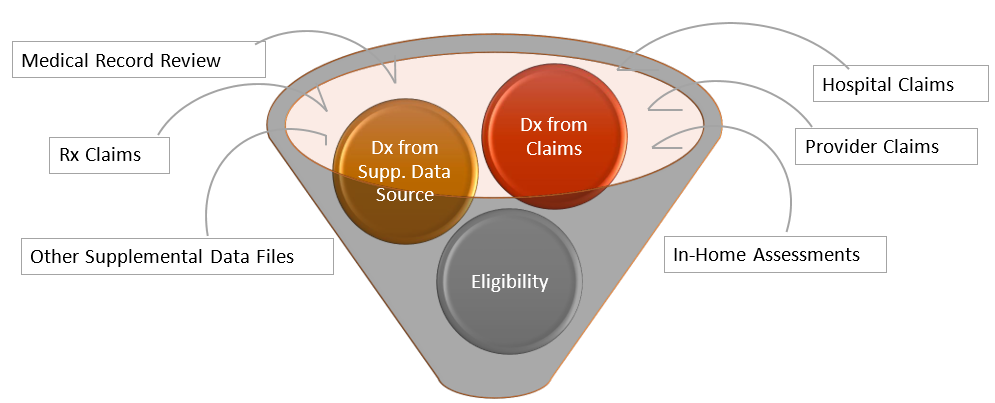 Medical Record Review
Hospital Claims
Rx Claims
Provider Claims
Dx from
Supp. Data
Source
Dx from
Claims
Other Supplemental Data Files
In-Home Assessments
Eligibility